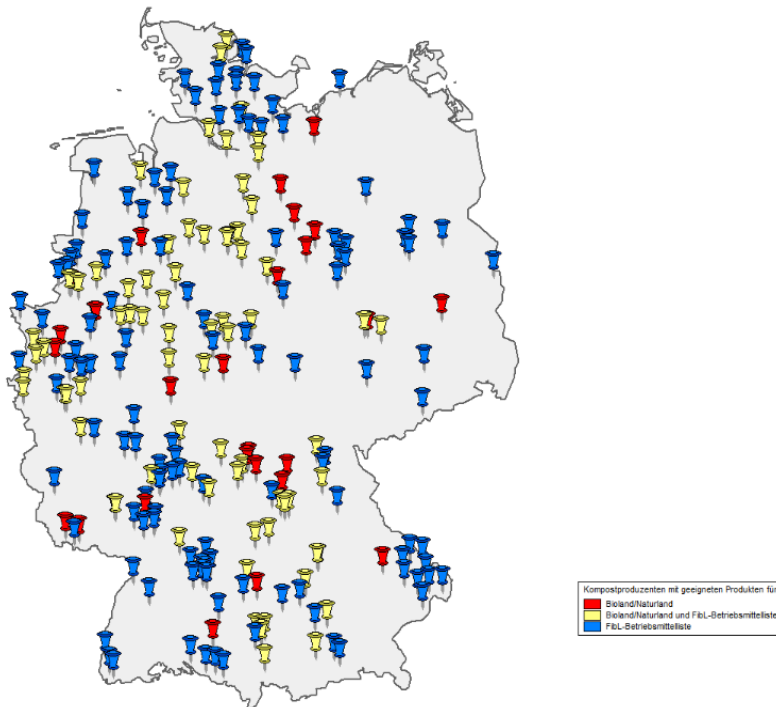 Kompostproduzenten mit geeigneten Produkten für
Bioland/Naturland
Bioland/Naturland und FibL-Betriebsmittelliste
FibL-Betriebsmittelliste